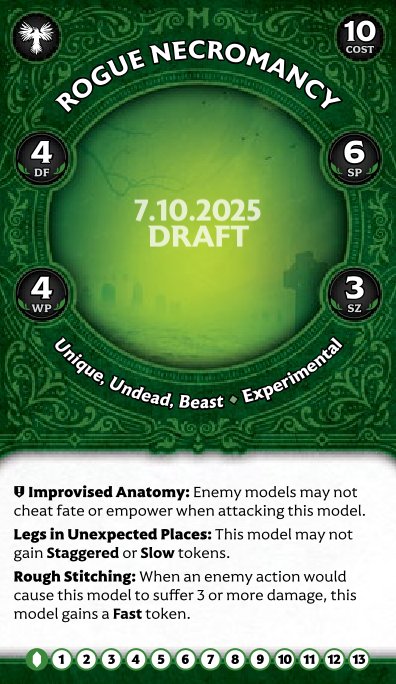 M
10
COST
ROGUE NECROMANCY
4
DF
6
SP
7.10.2025
DRAFT
4
WP
3
SZ
Unique, Undead, Beast ◆ Experimental
Improvised Anatomy: Enemy models may not
cheat fate or empower when attacking this model.
Legs in Unexpected Places: This model may not
gain Staggered or Slow tokens.
Rough Stitching: When an enemy action would
cause this model to suffer 3 or more damage, this
model gains a Fast token.
1 2 3 4 5 6 7 8 9 10 11 12 13